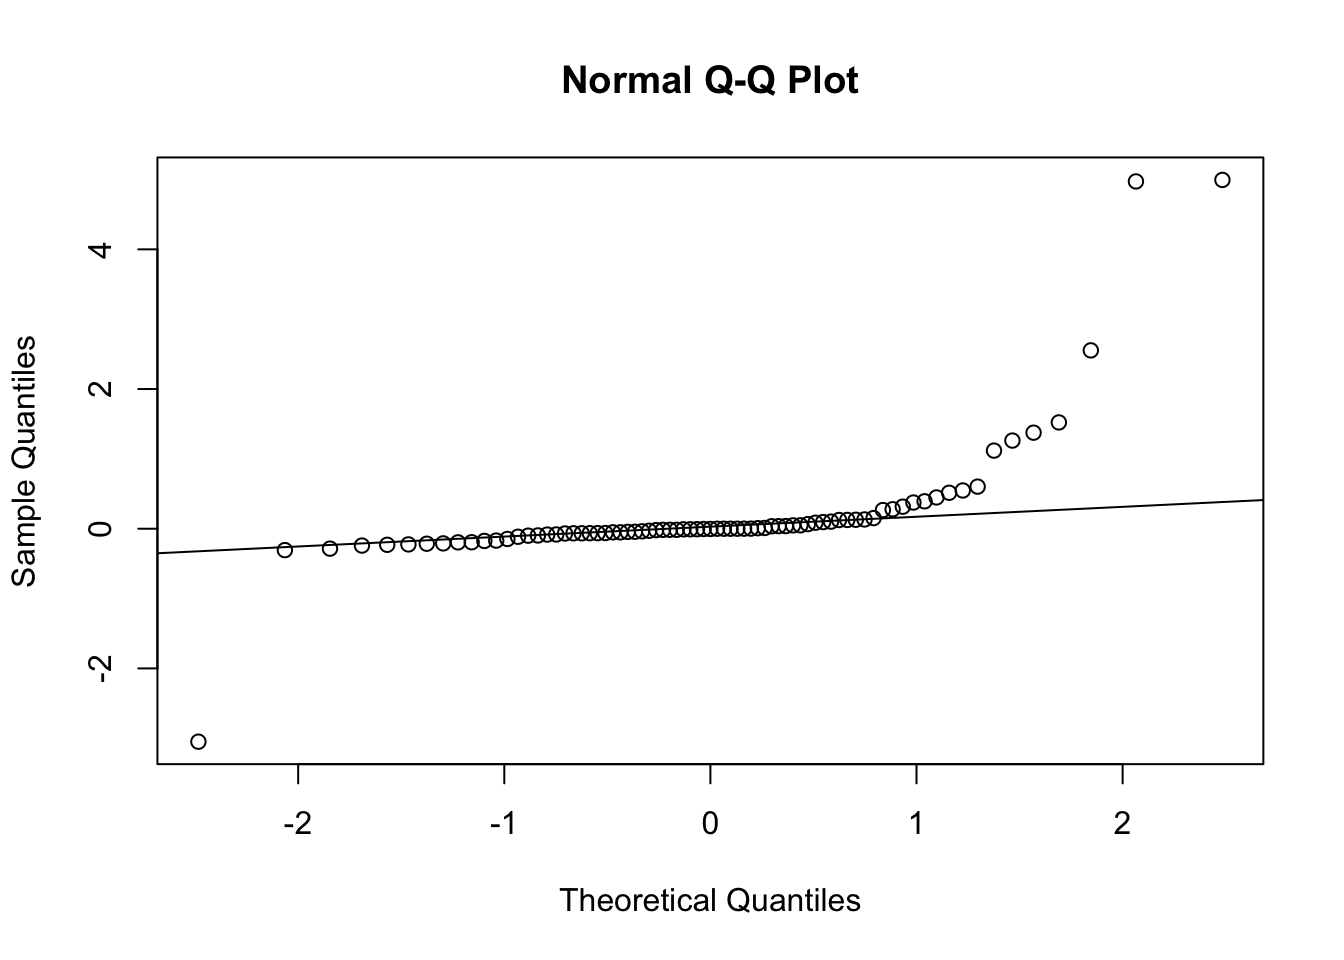 Normal Q-Q Plot
4
2
0
-2
Sample Quantiles
-2 -1 0 1 2
Theoretical Quantiles